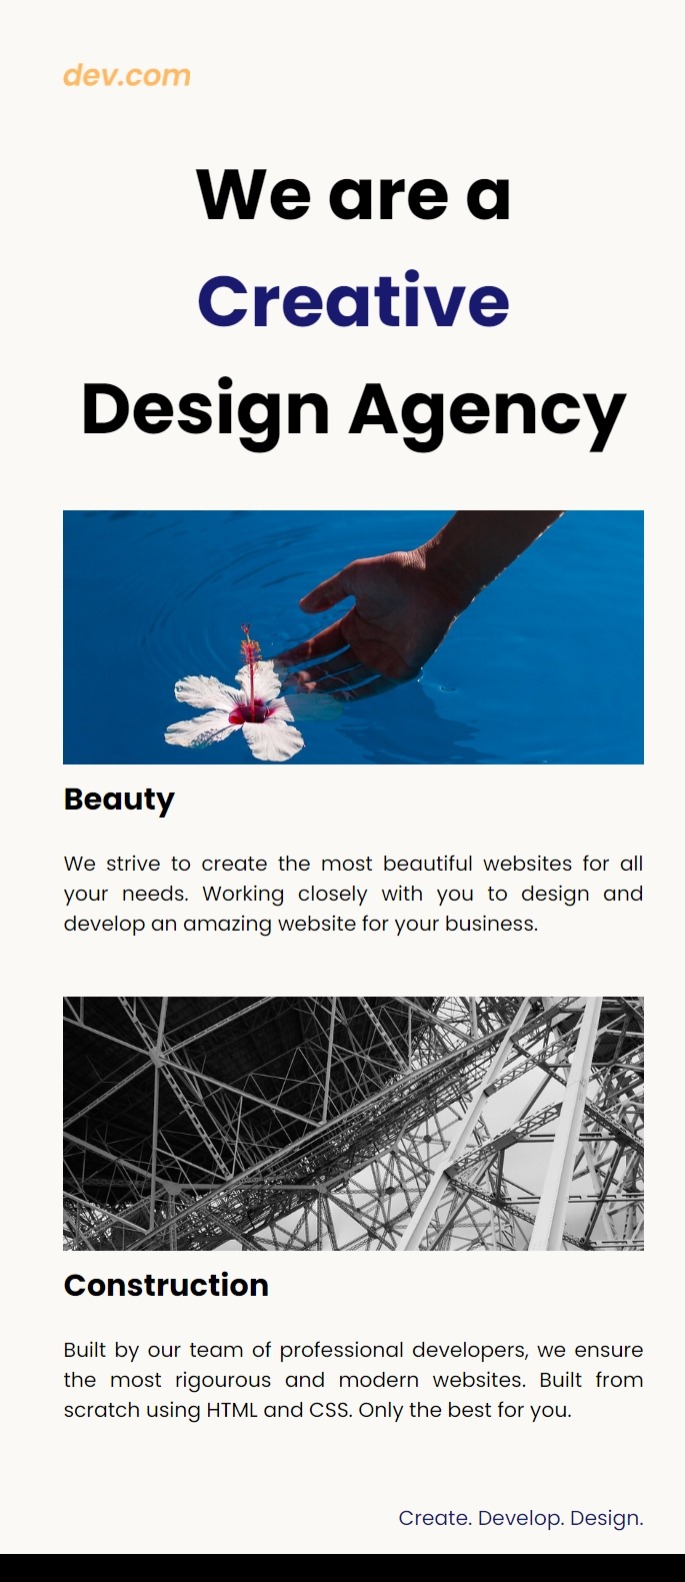 dev.com
We are a
Creative
Design Agency
Beauty
We strive to create the most beautiful websites for all
your needs. Working closely with you to design and
develop an amazing website for your business.
Construction
Built by our team of professional developers, we ensure
the most rigourous and modern websites. Built from
scratch using HTML and CSS. Only the best for you.
Create. Develop. Design.